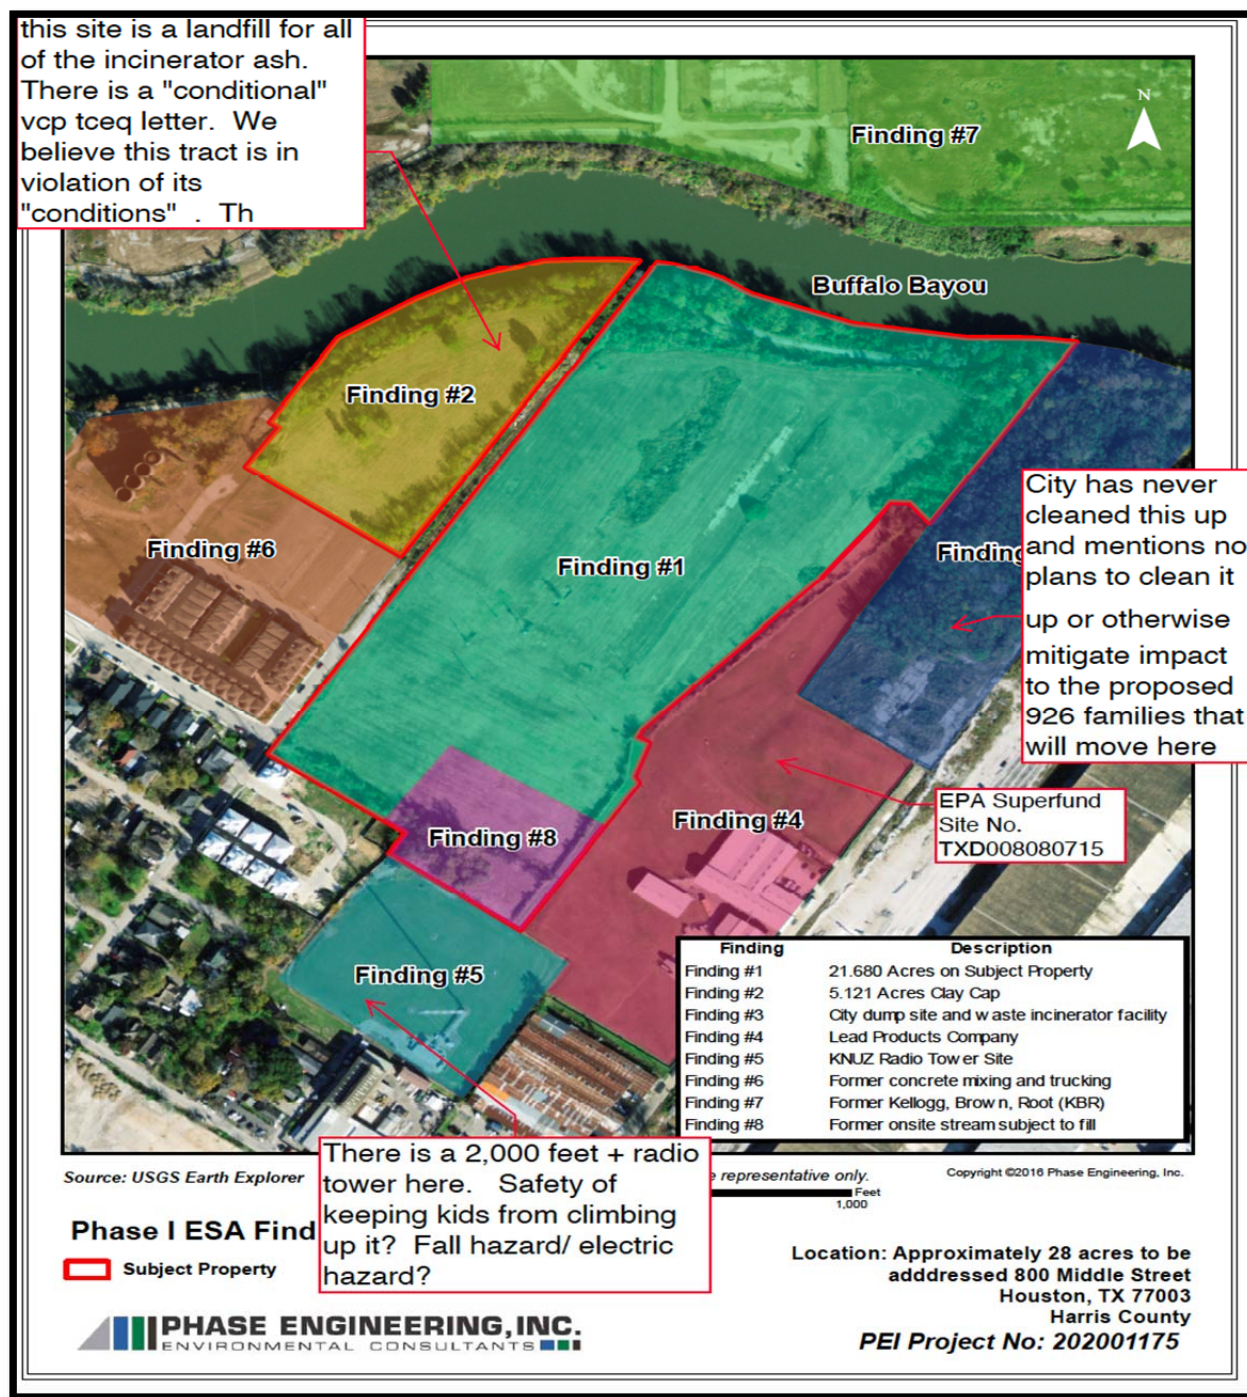 this site is a landfill for all
of the incinerator ash.
There is a "conditional"
vcp tceq letter. We
believe this tract is in
violation of its
"conditions" . Th
N
Finding #7
Buffalo Bayou
Finding #2
Finding #6
Finding #1
Finding
City has never
cleaned this up
and mentions no
plans to clean it
up or otherwise
mitigate impact
to the proposed
926 families that
will move here
EPA Superfund
Site No.
TXD008080715
Finding #4
Finding #8
Finding #5
Finding Description
Finding #1 21.680 Acres on Subject Property
Finding #2 5.121 Acres Clay Cap
Finding #3 City dump site and waste incinerator facility
Finding #4 Lead Products Company
Finding #5 KNUZ Radio Tower Site
Finding #6 Former concrete mixing and trucking
Finding #7 Former Kellogg, Brown, Root (KBR)
Finding #8 Former onsite stream subject to fill
There is a 2,000 feet + radio
tower here. Safety of
keeping kids from climbing
up it? Fall hazard/ electric
hazard?
Source: USGS Earth Explorer
representative only.
Copyright ©2016 Phase Engineering, Inc.
Feet
1,000
Phase I ESA Find
Subject Property
Location: Approximately 28 acres to be
adddressed 800 Middle Street
Houston, TX 77003
Harris County
PEI Project No: 202001175
PHASE ENGINEERING, INC.
ENVIRONMENTAL CONSULTANTS